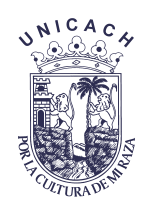 UNICACH
POR LA CULTURA DE MI RAZA